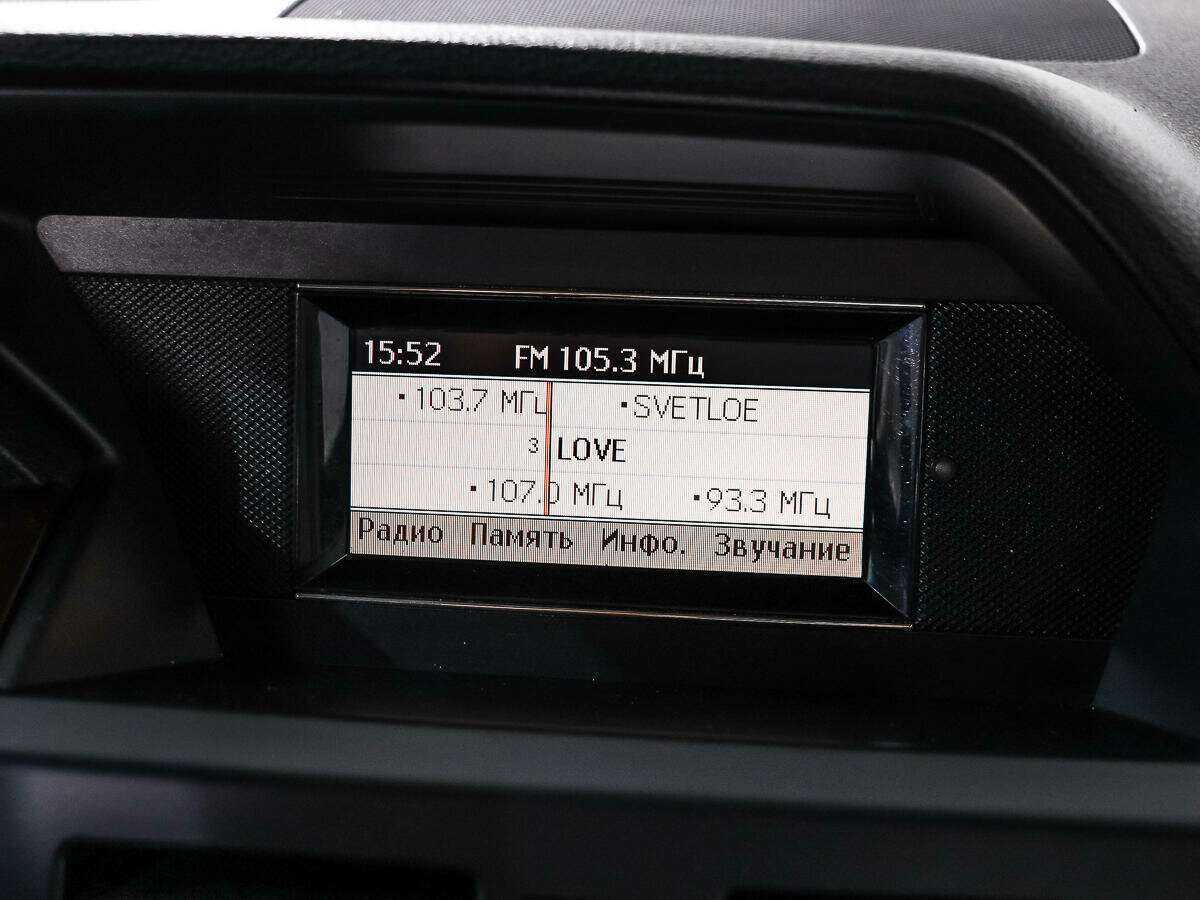 15:52 FM 105.3 МГц
·103.7 МГц ·SVETLOE
3 LOVE
·107.0 МГц ·93.3 МГц
Радио Память Инфо. Звучание